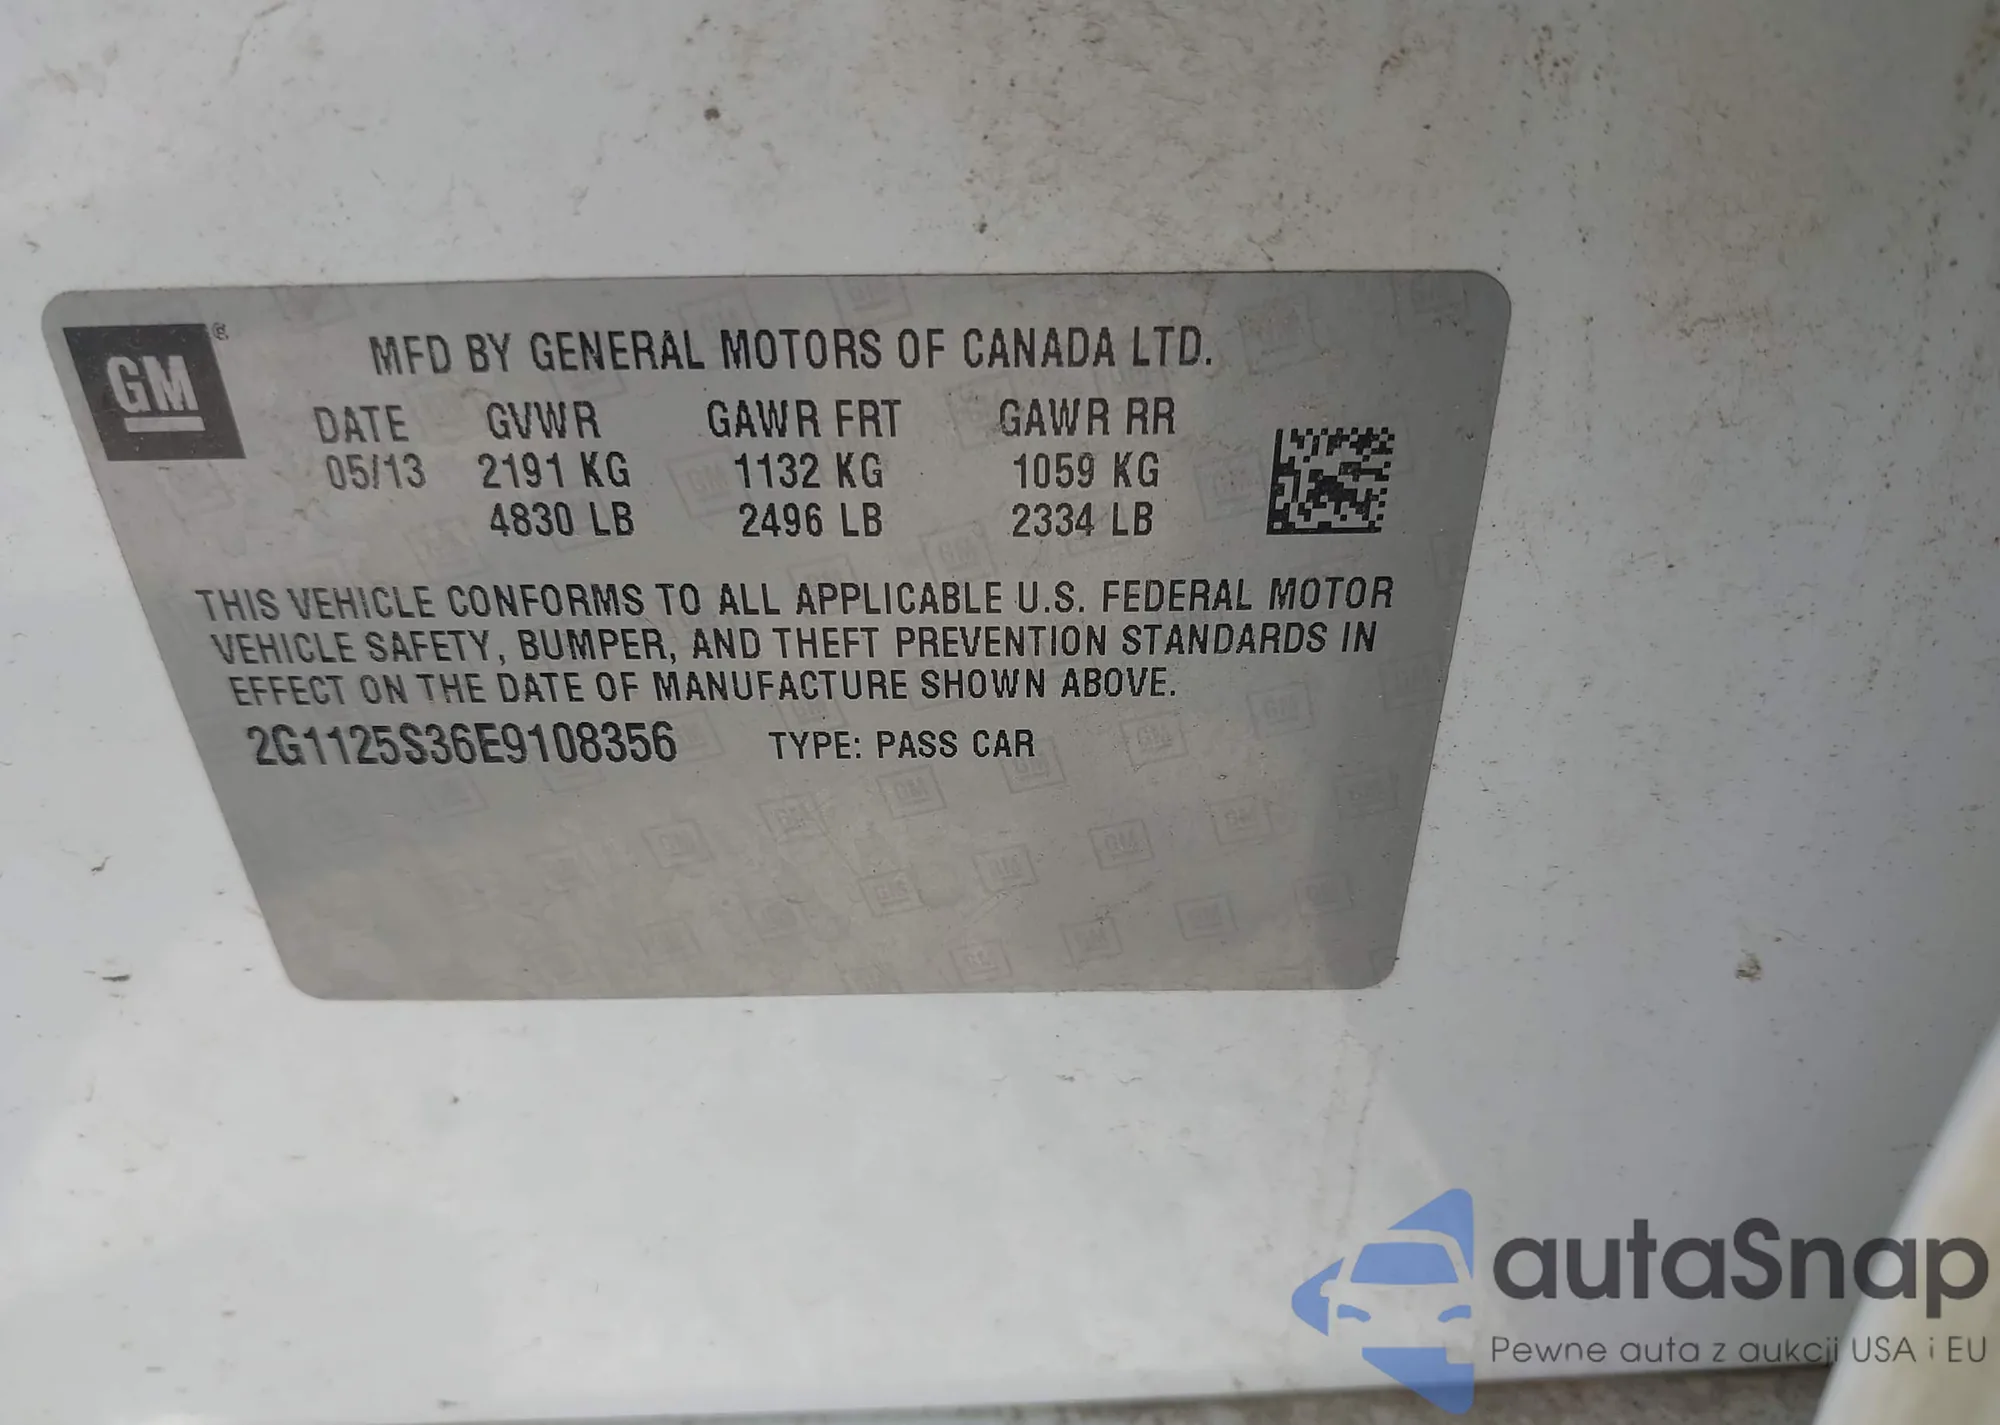 GM ®
MFD BY GENERAL MOTORS OF CANADA LTD.
DATE GVWR GAWR FRT GAWR RR
05/13 2191 KG 1132 KG 1059 KG
4830 LB 2496 LB 2334 LB
THIS VEHICLE CONFORMS TO ALL APPLICABLE U.S. FEDERAL MOTOR
VEHICLE SAFETY, BUMPER, AND THEFT PREVENTION STANDARDS IN
EFFECT ON THE DATE OF MANUFACTURE SHOWN ABOVE.
2G1125S36E9108356 TYPE: PASS CAR
autaSnap
Pewne auta z aukcji USA i EU